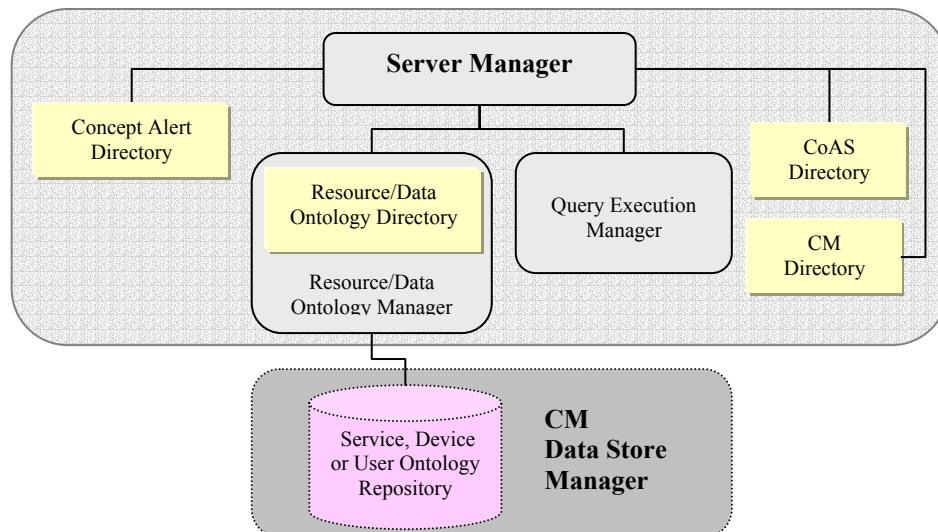 Server Manager
Concept Alert
Directory
CoAS
Directory
Resource/Data
Ontology Directory
Query Execution
Manager
CM
Directory
Resource/Data
Ontology Manager
Service, Device
or User Ontology
Repository
CM
Data Store
Manager